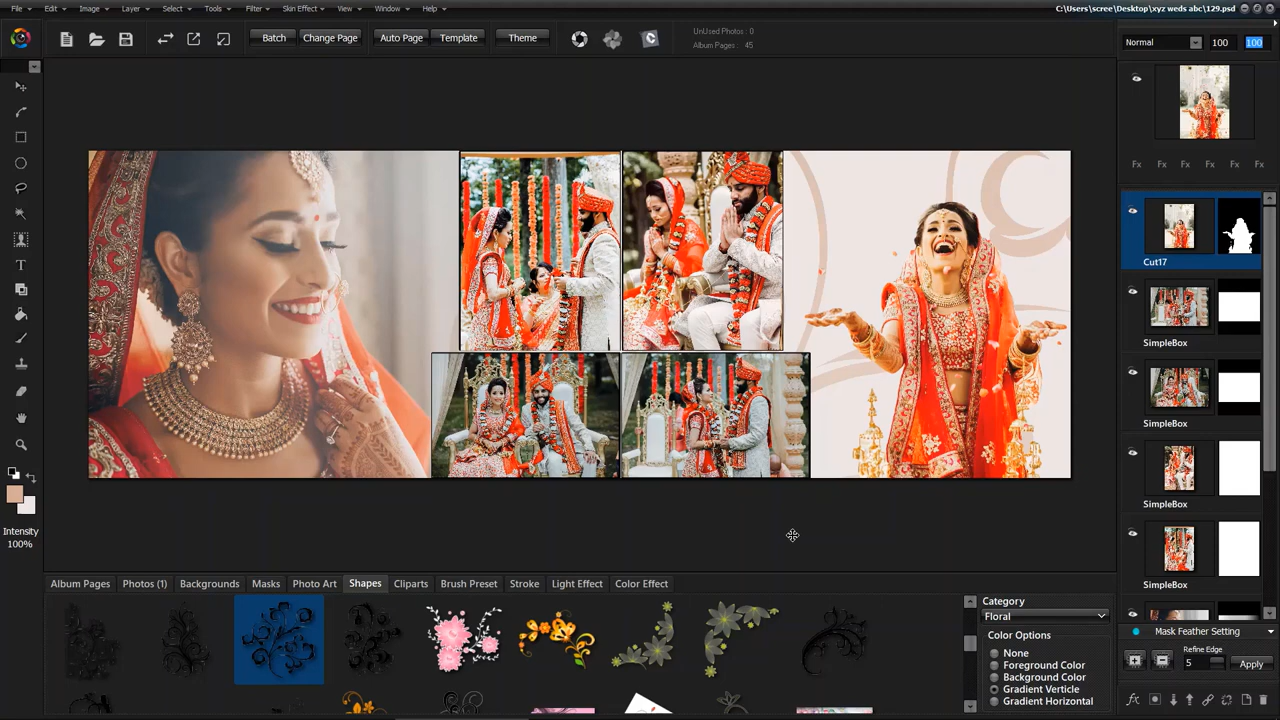 File Edit Image Layer Select Tools Filter Skin Effect View Window Help
C:\Users\scree\Desktop\xyz weds abc\129.psd
Batch Change Page Auto Page Template Theme
UnUsed Photos : 0
Album Pages : 45
Normal 100 100
Fx Fx Fx Fx Fx Fx
Cut17
SimpleBox
SimpleBox
SimpleBox
SimpleBox
Intensity
100%
Album Pages Photos (1) Backgrounds Masks Photo Art Shapes Cliparts Brush Preset Stroke Light Effect Color Effect
Category
Floral
Color Options
None
Foreground Color
Background Color
Gradient Verticle
Gradient Horizontal
Mask Feather Setting
Refine Edge
5 Apply